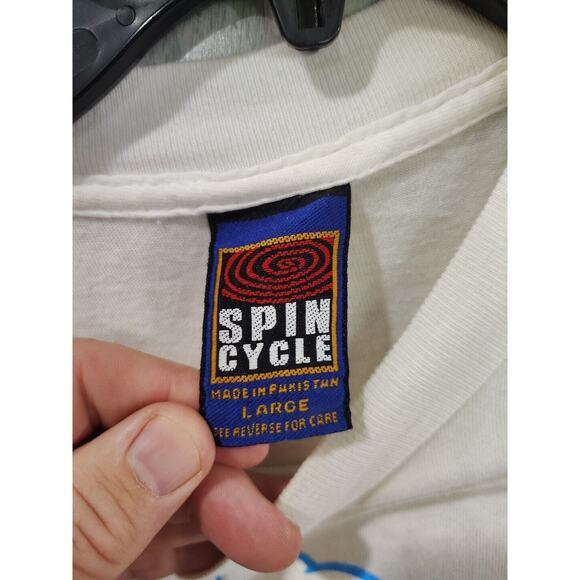 SPIN
CYCLE
MADE IN PAKISTAN
LARGE
SEE REVERSE FOR CARE